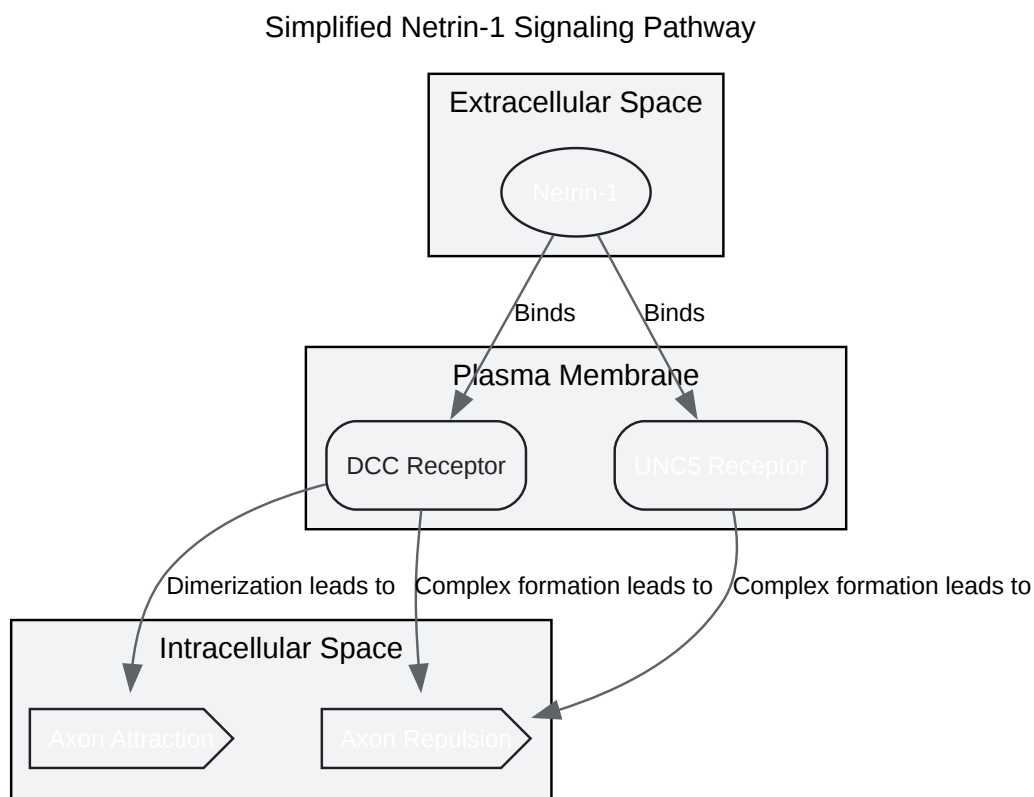 Simplified Netrin-1 Signaling Pathway
Extracellular Space
Netrin-1
Binds
Binds
Plasma Membrane
DCC Receptor
UNC5 Receptor
Dimerization leads to
Complex formation leads to
Complex formation leads to
Intracellular Space
Axon Attraction
Axon Repulsion